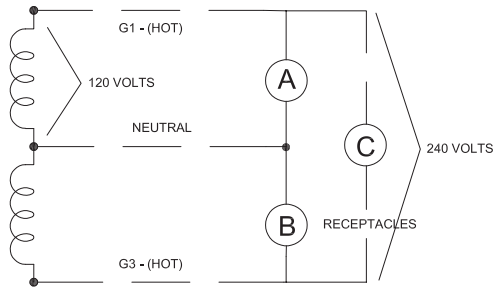 G1 - (HOT)
A
120 VOLTS
NEUTRAL
C
240 VOLTS
B
RECEPTACLES
G3 - (HOT)